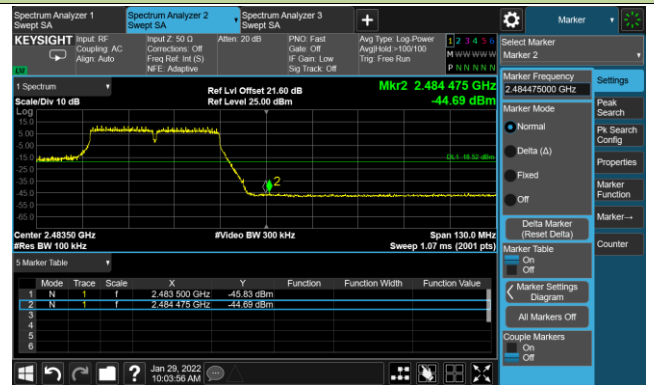 Spectrum Analyzer 1
Swept SA
Spectrum Analyzer 2
Swept SA
Spectrum Analyzer 3
Swept SA
+
Marker
KEYSIGHT
Input: RF
Coupling: AC
Align: Auto
Input Z: 50 Ω
Corrections: Off
Freq Ref: Int (S)
NFE: Adaptive
Atten: 20 dB
PNO: Fast
Gate: Off
IF Gain: Low
Sig Track: Off
Avg Type: Log-Power
Avg|Hold:>100/100
Trig: Free Run
1 2 3 4 5 6
M W W W W W
P N N N N N
LW
Select Marker
Marker 2
1 Spectrum
Scale/Div 10 dB
Log
Ref Lvl Offset 21.60 dB
Ref Level 25.00 dBm
Mkr2 2.484 475 GHz
-44.69 dBm
15.0
5.00
-5.00
-15.0
-25.0
-35.0
-45.0
-55.0
-65.0
DL1 -18.52 dBm
2
Center 2.48350 GHz
#Res BW 100 kHz
#Video BW 300 kHz
Span 130.0 MHz
Sweep 1.07 ms (2001 pts)
5 Marker Table
Mode Trace Scale X Y Function Function Width Function Value
1 N 1 f 2.483 500 GHz -45.83 dBm
2 N 1 f 2.484 475 GHz -44.69 dBm
3
4
5
6
Marker Frequency
2.484475000 GHz
Marker Mode
Normal
Delta (Δ)
Fixed
Off
Delta Marker
(Reset Delta)
Marker Table
On
Off
Marker Settings
Diagram
All Markers Off
Couple Markers
On
Off
Settings
Peak
Search
Pk Search
Config
Properties
Marker
Function
Marker→
Counter
?
Jan 29, 2022
10:03:56 AM